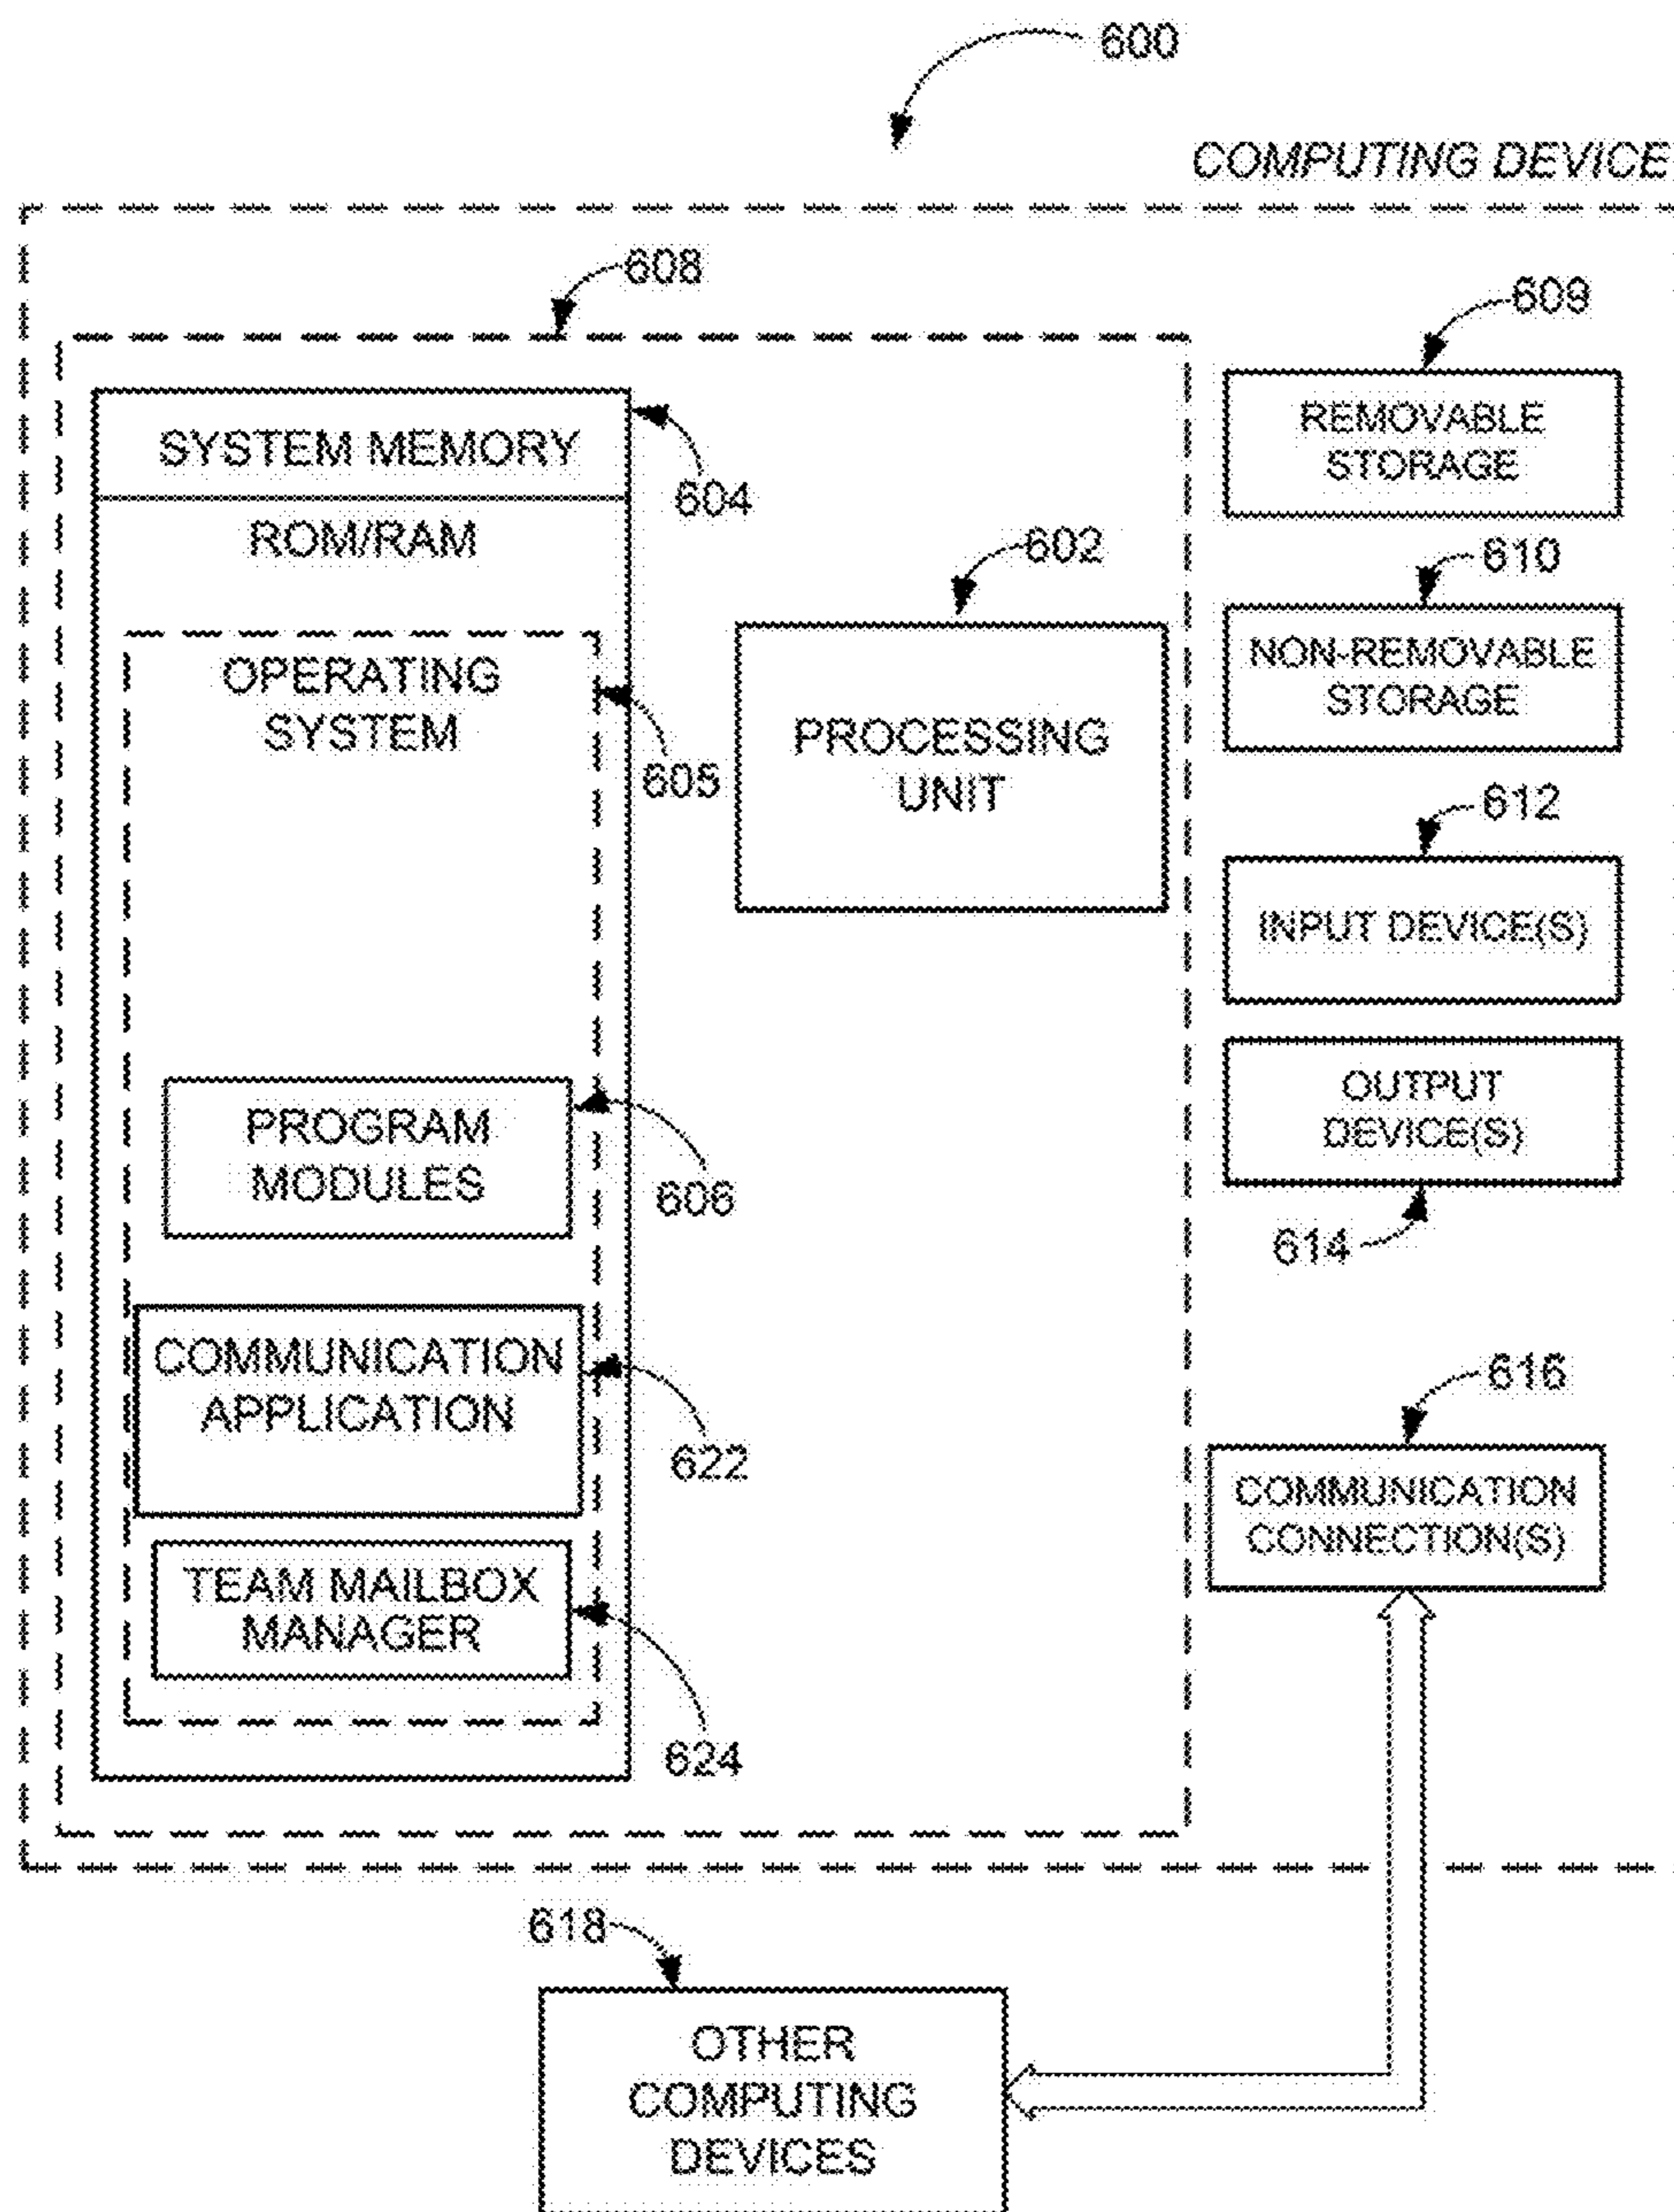 600
COMPUTING DEVICE
608
609
REMOVABLE
STORAGE
SYSTEM MEMORY
604
ROM/RAM
602
610
NON-REMOVABLE
STORAGE
OPERATING
SYSTEM
605
PROCESSING
UNIT
612
INPUT DEVICE(S)
OUTPUT
DEVICE(S)
614
PROGRAM
MODULES
606
COMMUNICATION
APPLICATION
622
616
COMMUNICATION
CONNECTION(S)
TEAM MAILBOX
MANAGER
624
618
OTHER
COMPUTING
DEVICES